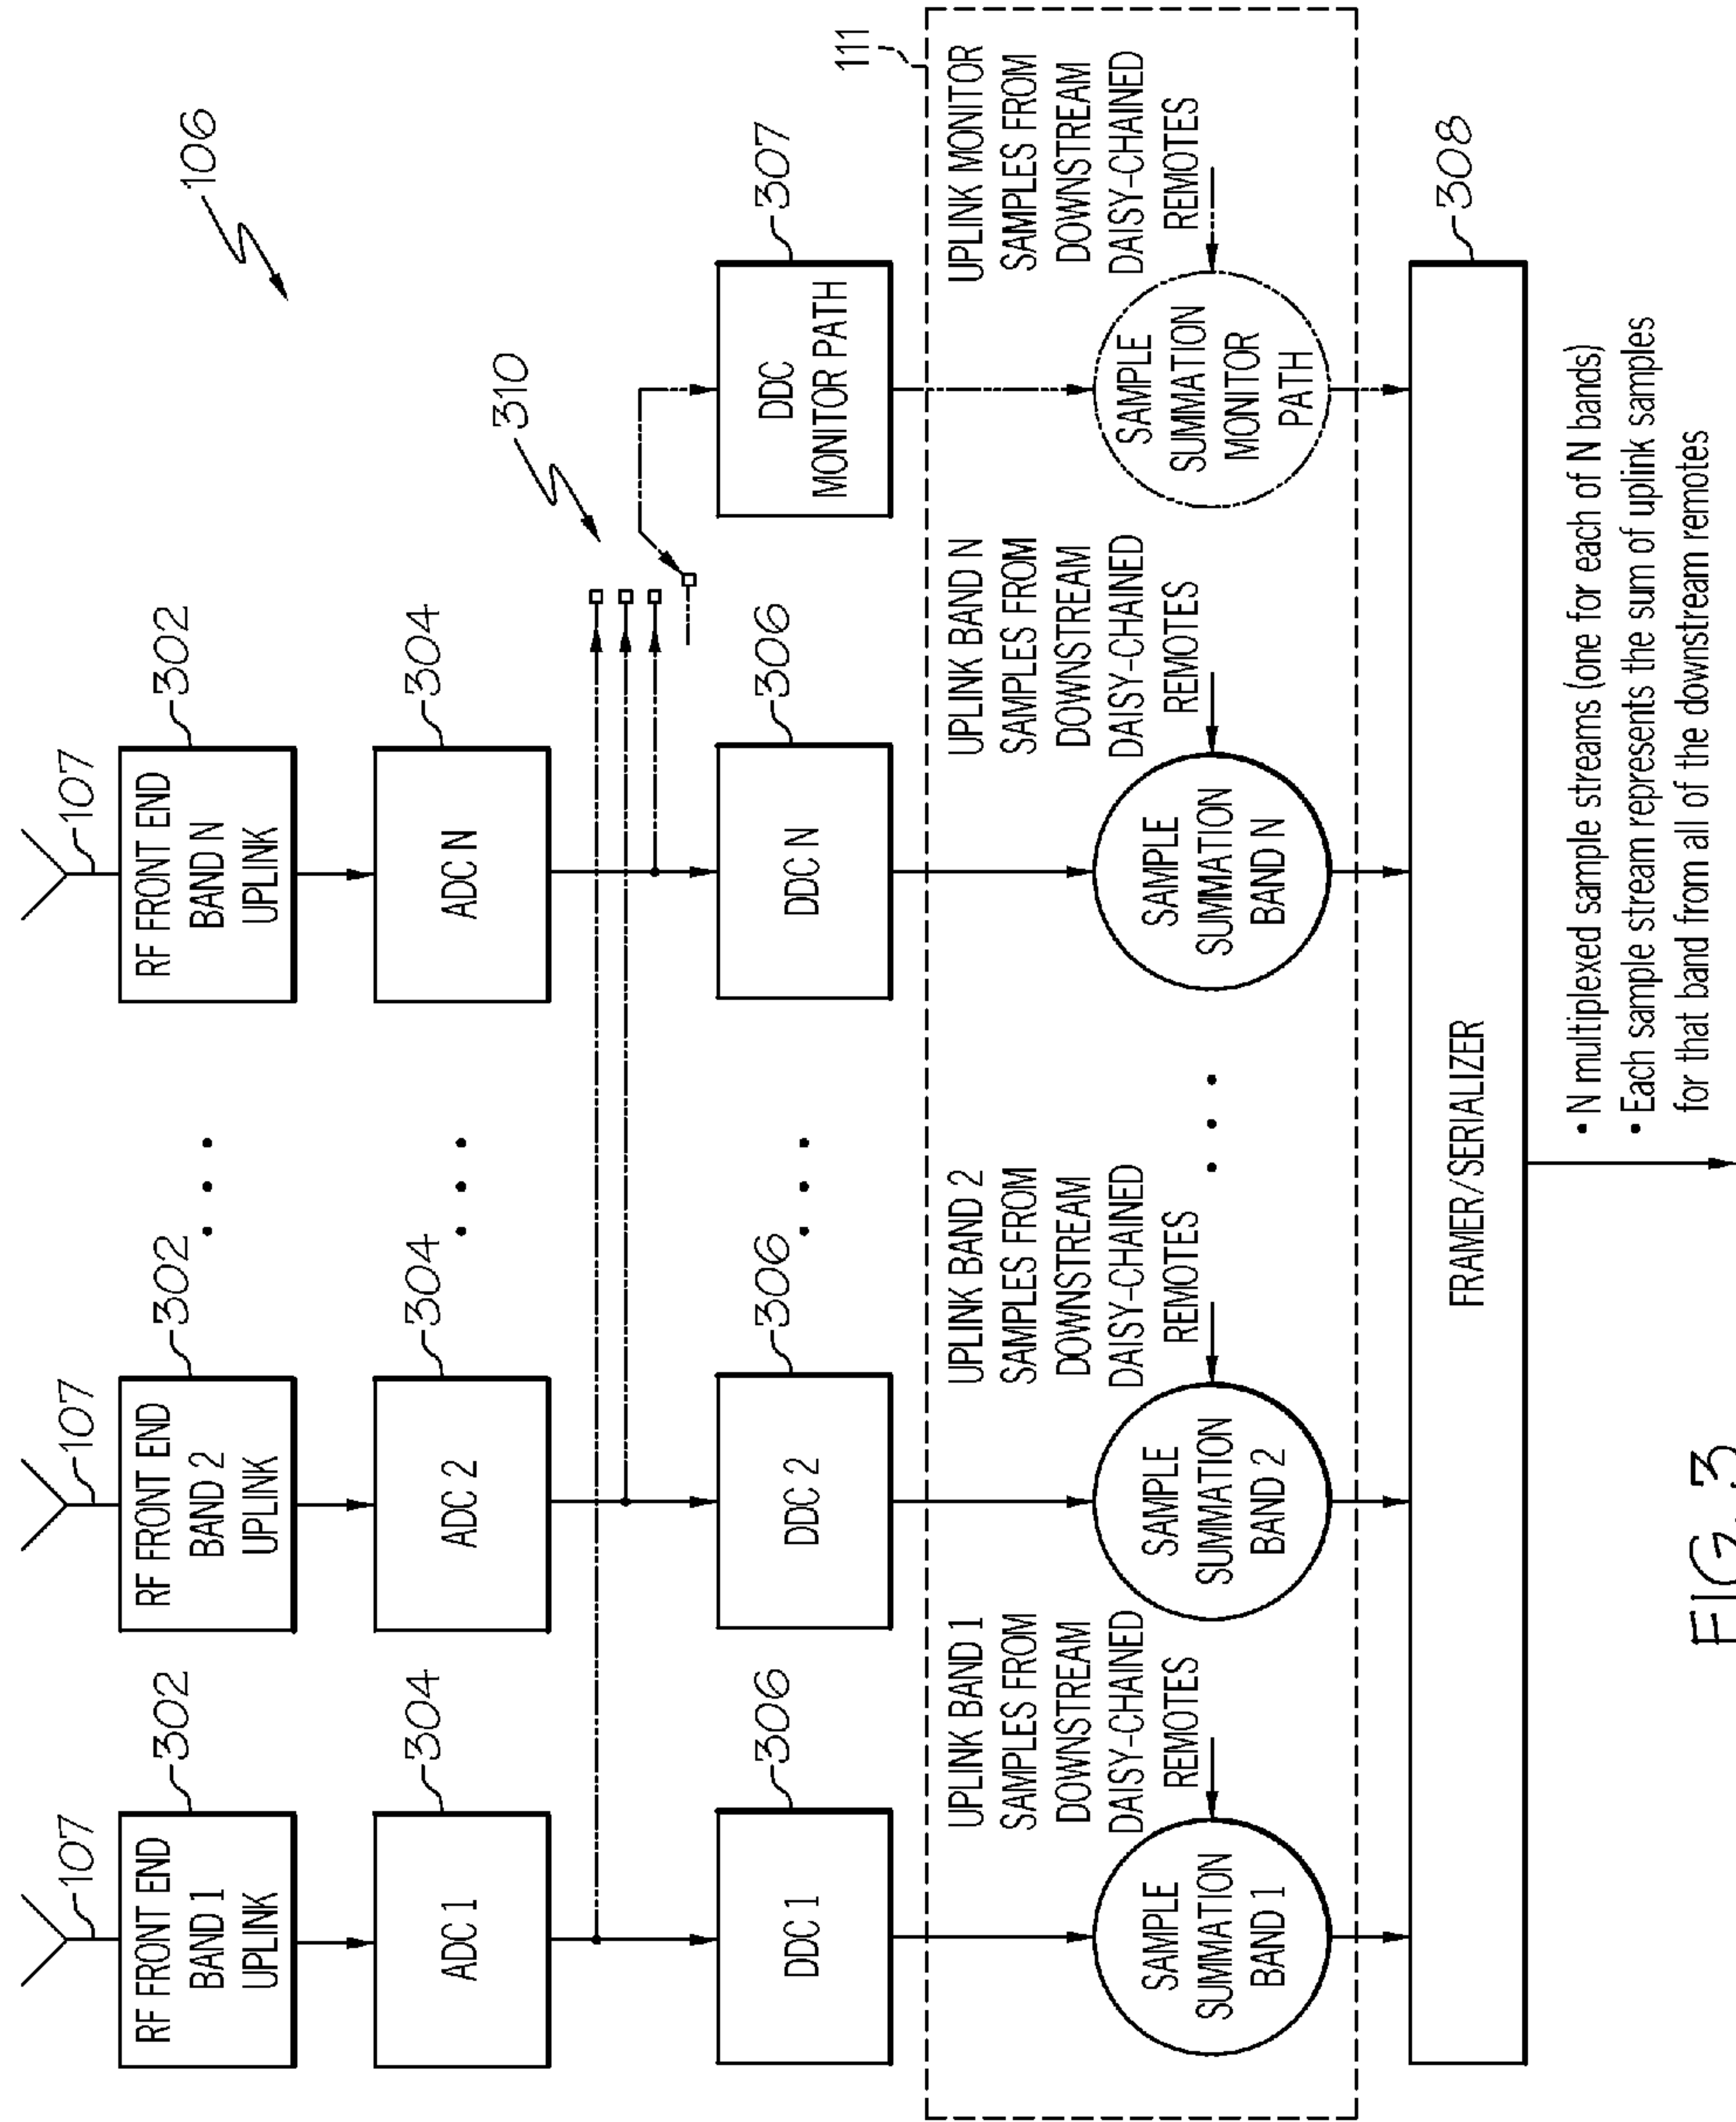 106
107
107
107
RF FRONT END
BAND 1
UPLINK
302
RF FRONT END
BAND 2
UPLINK
302
RF FRONT END
BAND N
UPLINK
302
ADC 1
304
ADC 2
304
ADC N
304
310
DDC 1
306
DDC 2
306
DDC N
306
DDC
MONITOR PATH
307
111
UPLINK BAND 1
SAMPLES FROM
DOWNSTREAM
DAISY-CHAINED
REMOTES
UPLINK BAND 2
SAMPLES FROM
DOWNSTREAM
DAISY-CHAINED
REMOTES
UPLINK BAND N
SAMPLES FROM
DOWNSTREAM
DAISY-CHAINED
REMOTES
UPLINK MONITOR
SAMPLES FROM
DOWNSTREAM
DAISY-CHAINED
REMOTES
SAMPLE
SUMMATION
BAND 1
SAMPLE
SUMMATION
BAND 2
SAMPLE
SUMMATION
BAND N
SAMPLE
SUMMATION
MONITOR
PATH
FRAMER/SERIALIZER
308
• N multiplexed sample streams (one for each of N bands)
• Each sample stream represents the sum of uplink samples
for that band from all of the downstream remotes
FIG. 3